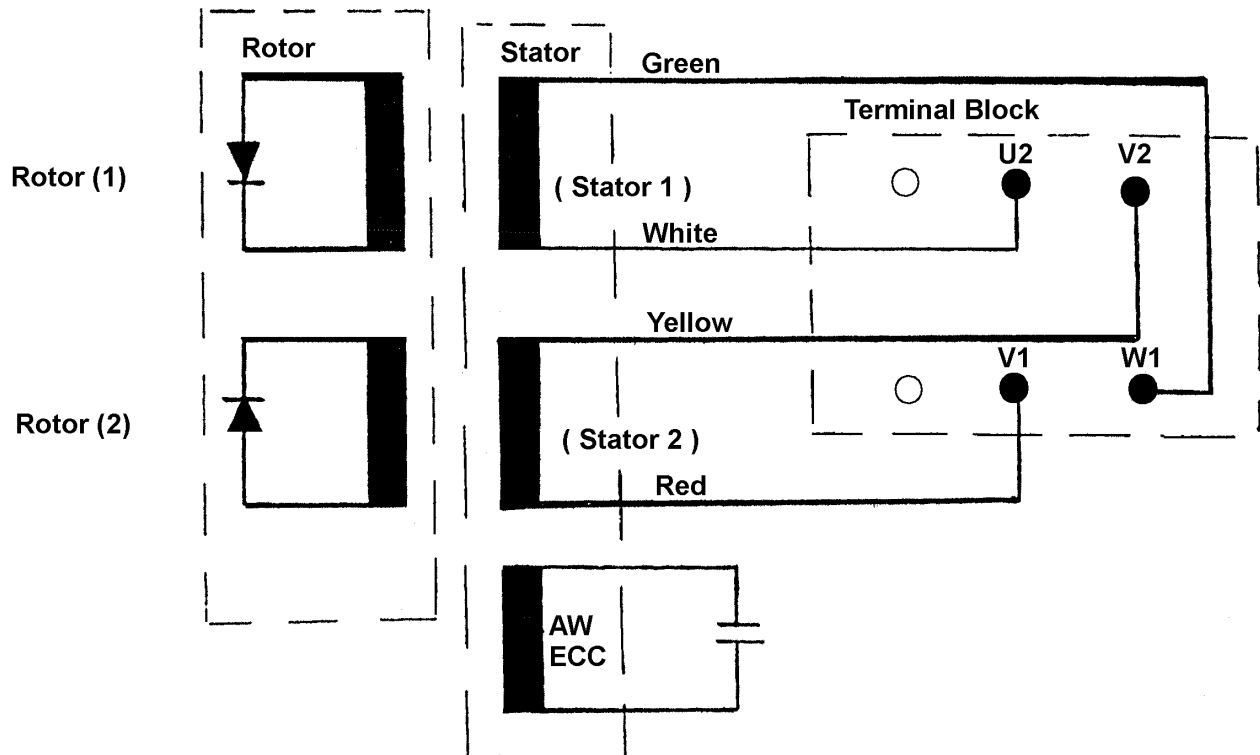 Rotor
Stator
Green
Terminal Block
U2
V2
Rotor (1)
( Stator 1 )
White
Yellow
V1
W1
Rotor (2)
( Stator 2 )
Red
AW
ECC